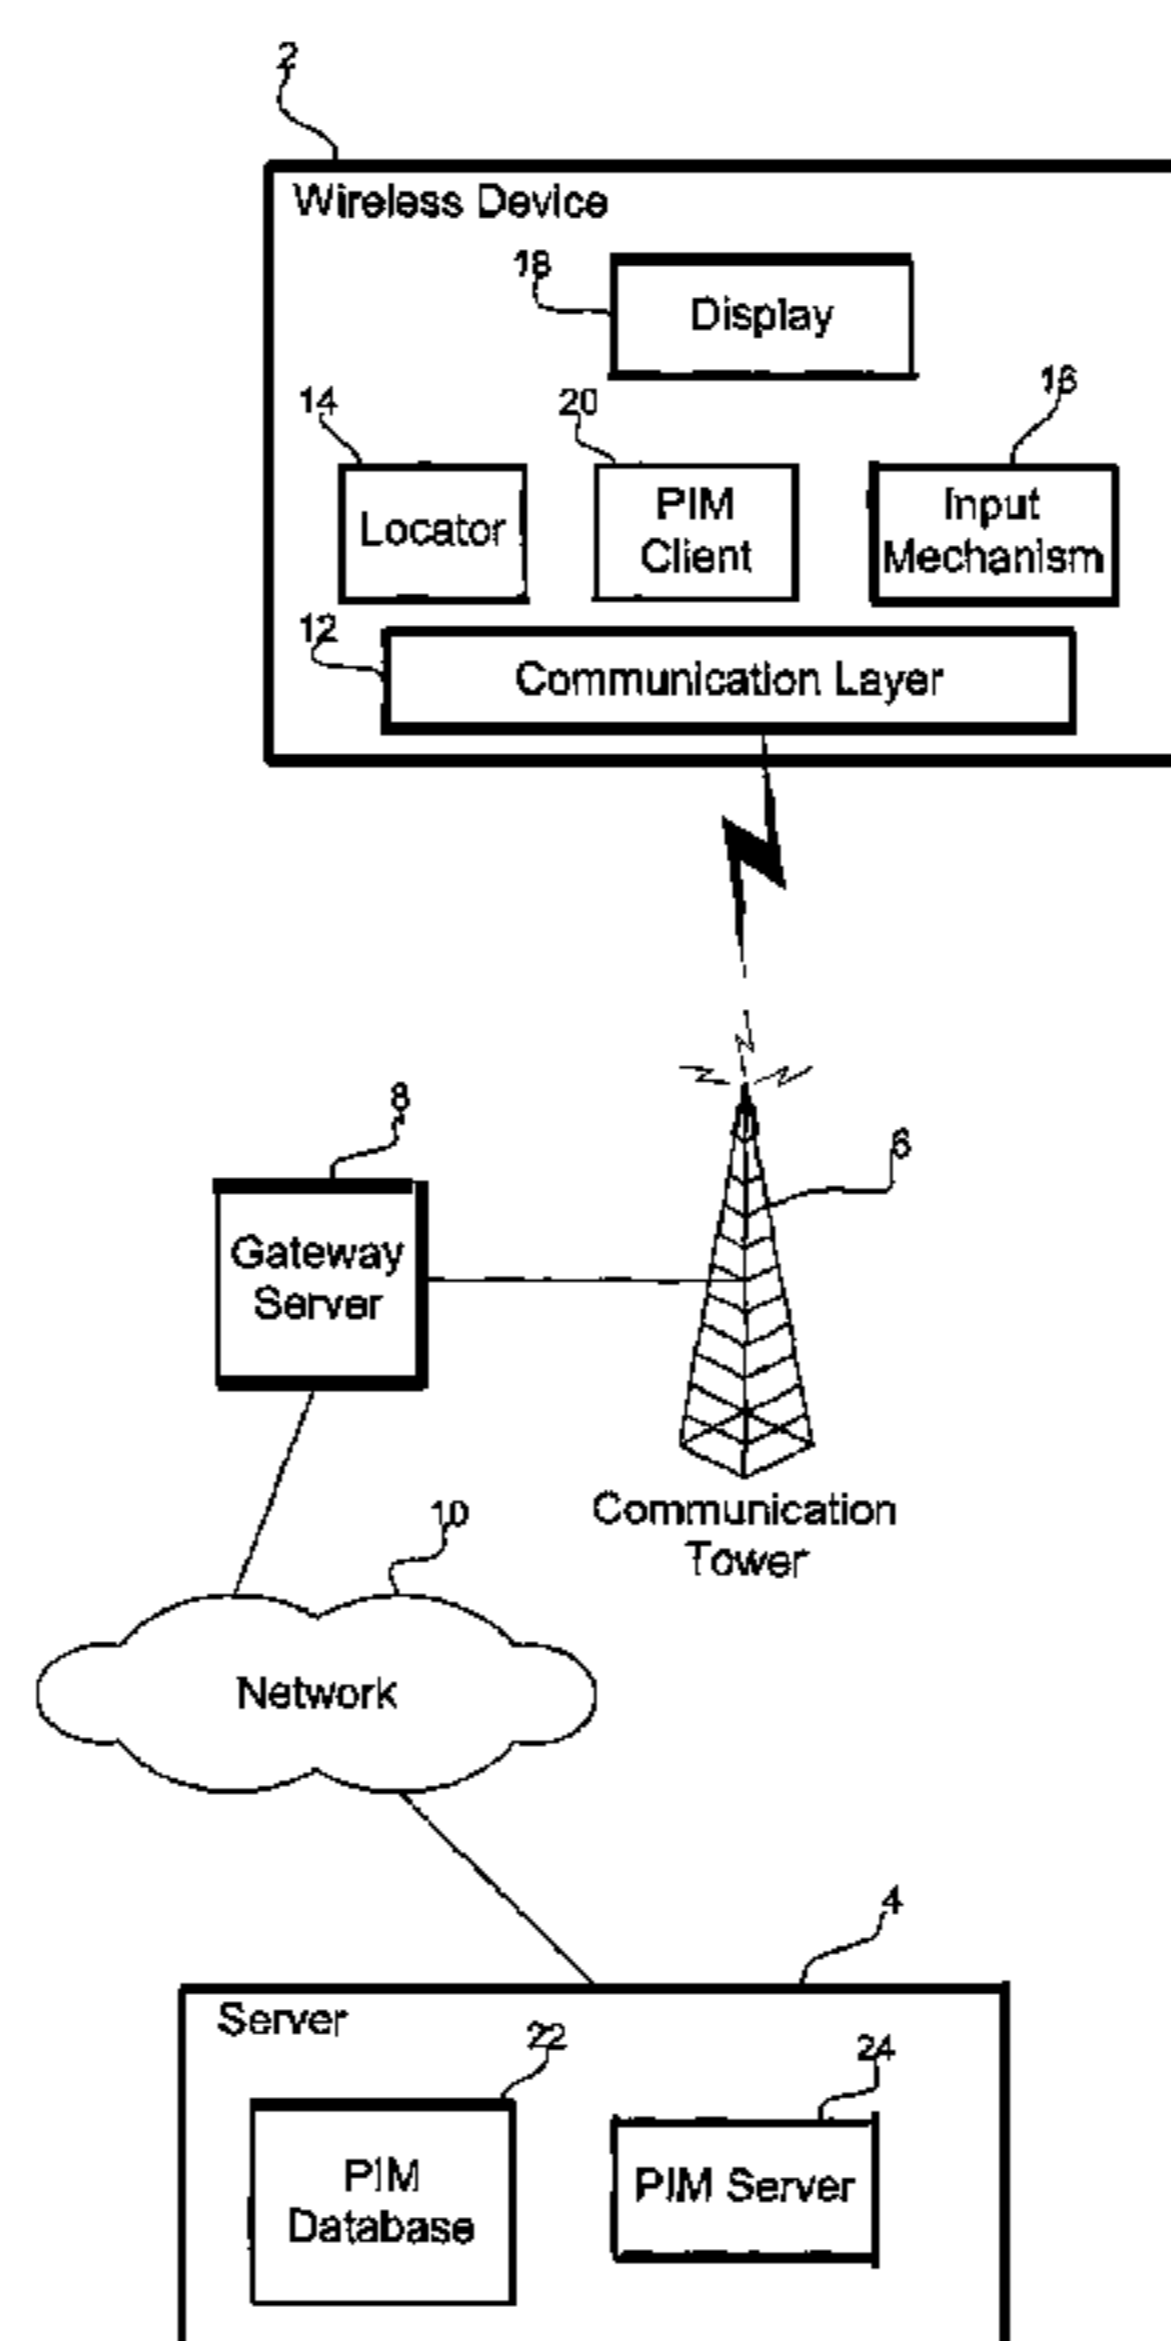 2
Wireless Device
18
Display
14
20
16
Locator
PIM
Client
Input
Mechanism
12
Communication Layer
8
6
Gateway
Server
Communication
Tower
10
Network
4
Server
22
24
PIM
Database
PIM Server